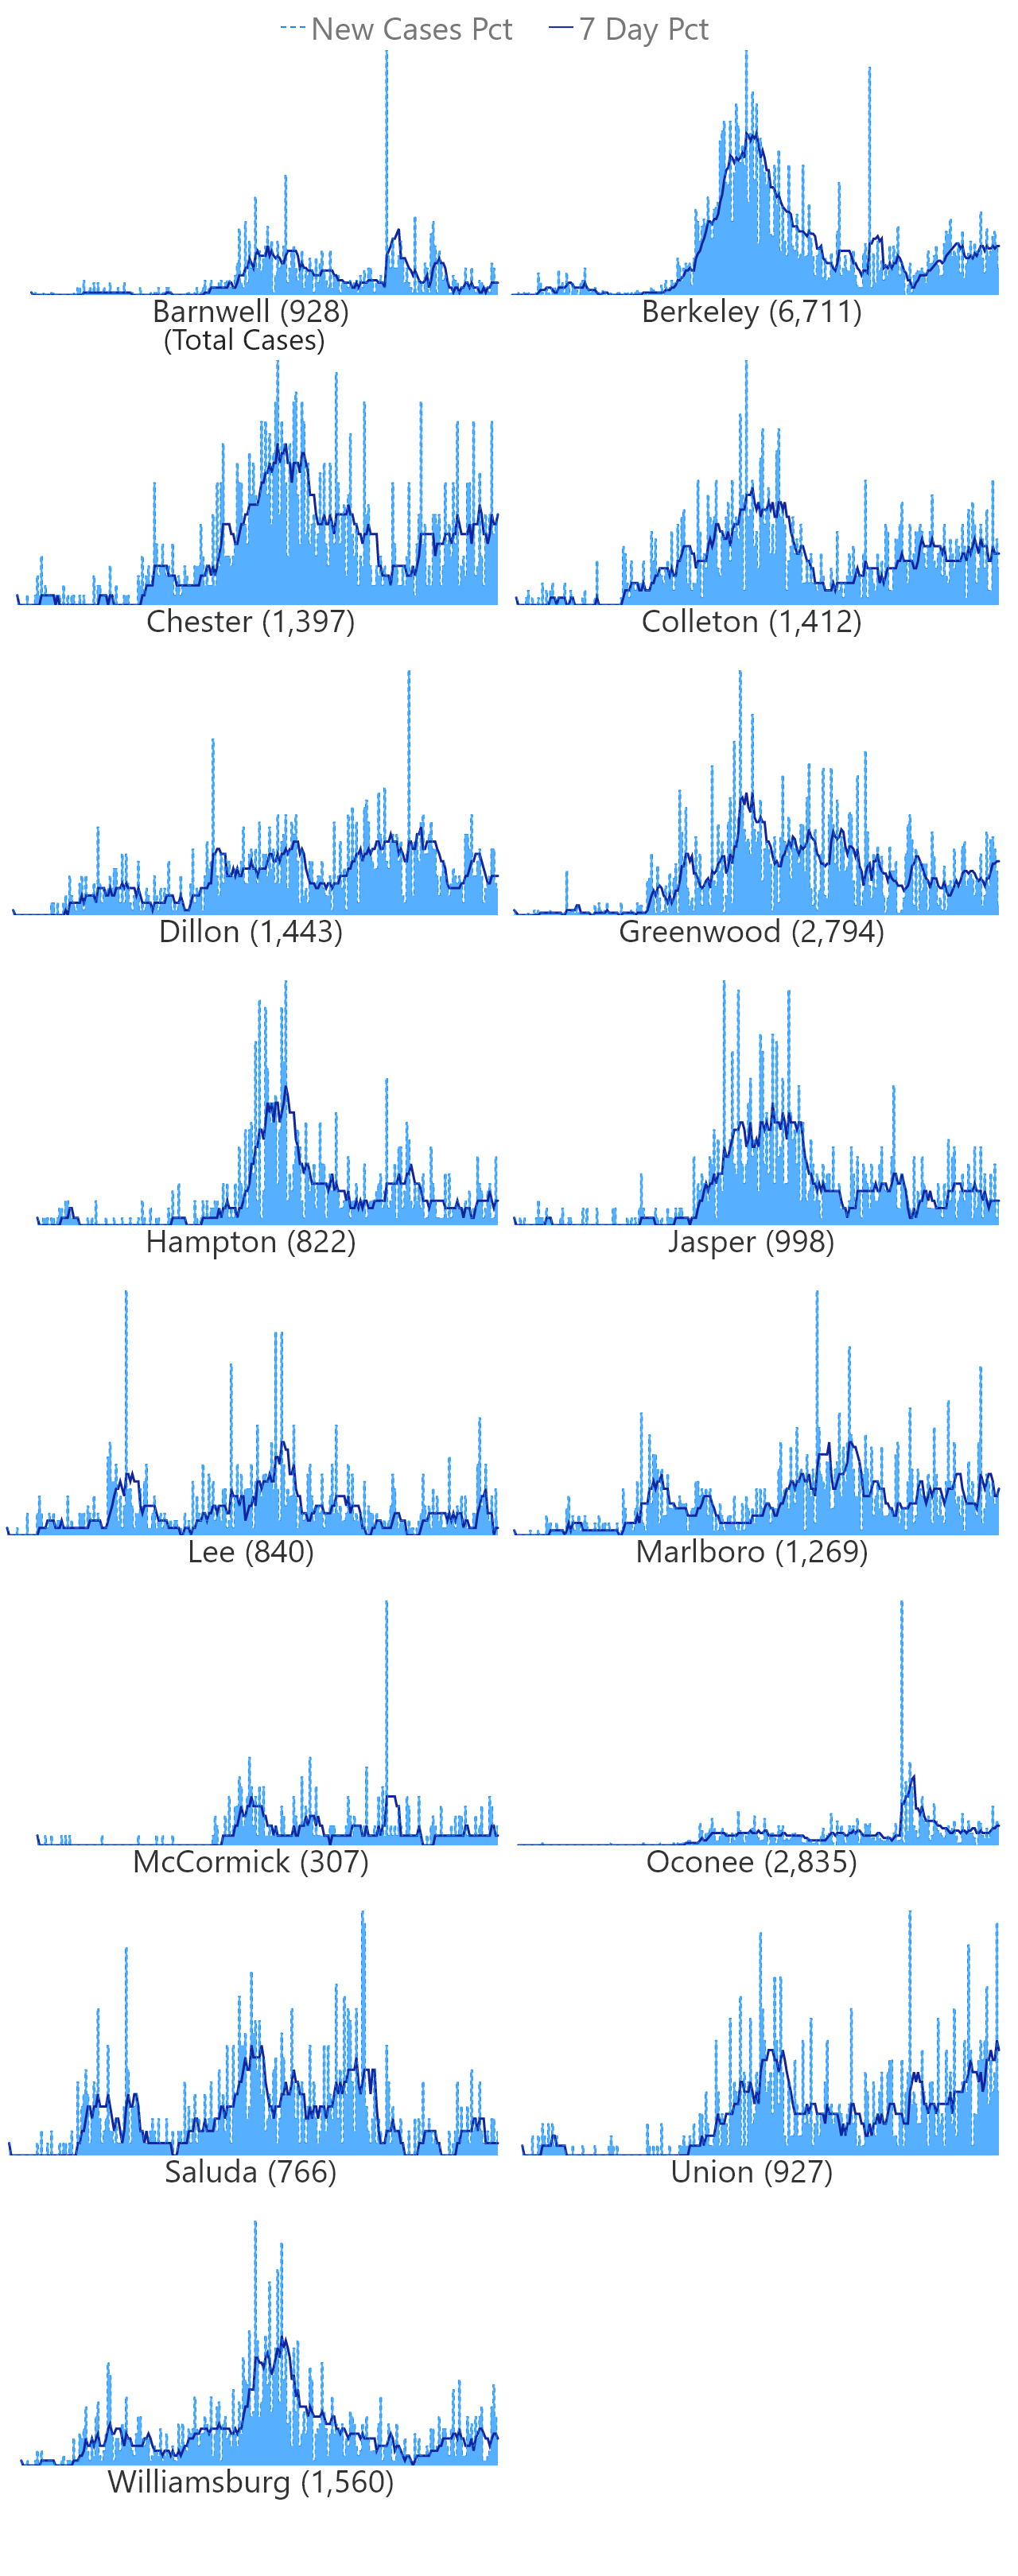 New Cases Pct 7 Day Pct
Barnwell (928) Berkeley (6,711)
(Total Cases)
Chester (1,397) Colleton (1,412)
Dillon (1,443) Greenwood (2,794)
Hampton (822) Jasper (998)
Lee (840) Marlboro (1,269)
McCormick (307) Oconee (2,835)
Saluda (766) Union (927)
Williamsburg (1,560)